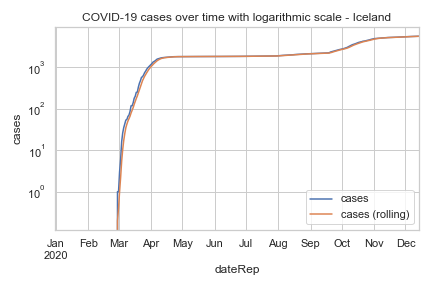 COVID-19 cases over time with logarithmic scale - Iceland
cases
10³
10²
10¹
10⁰
cases
cases (rolling)
Jan Feb Mar Apr May Jun Jul Aug Sep Oct Nov Dec
2020
dateRep